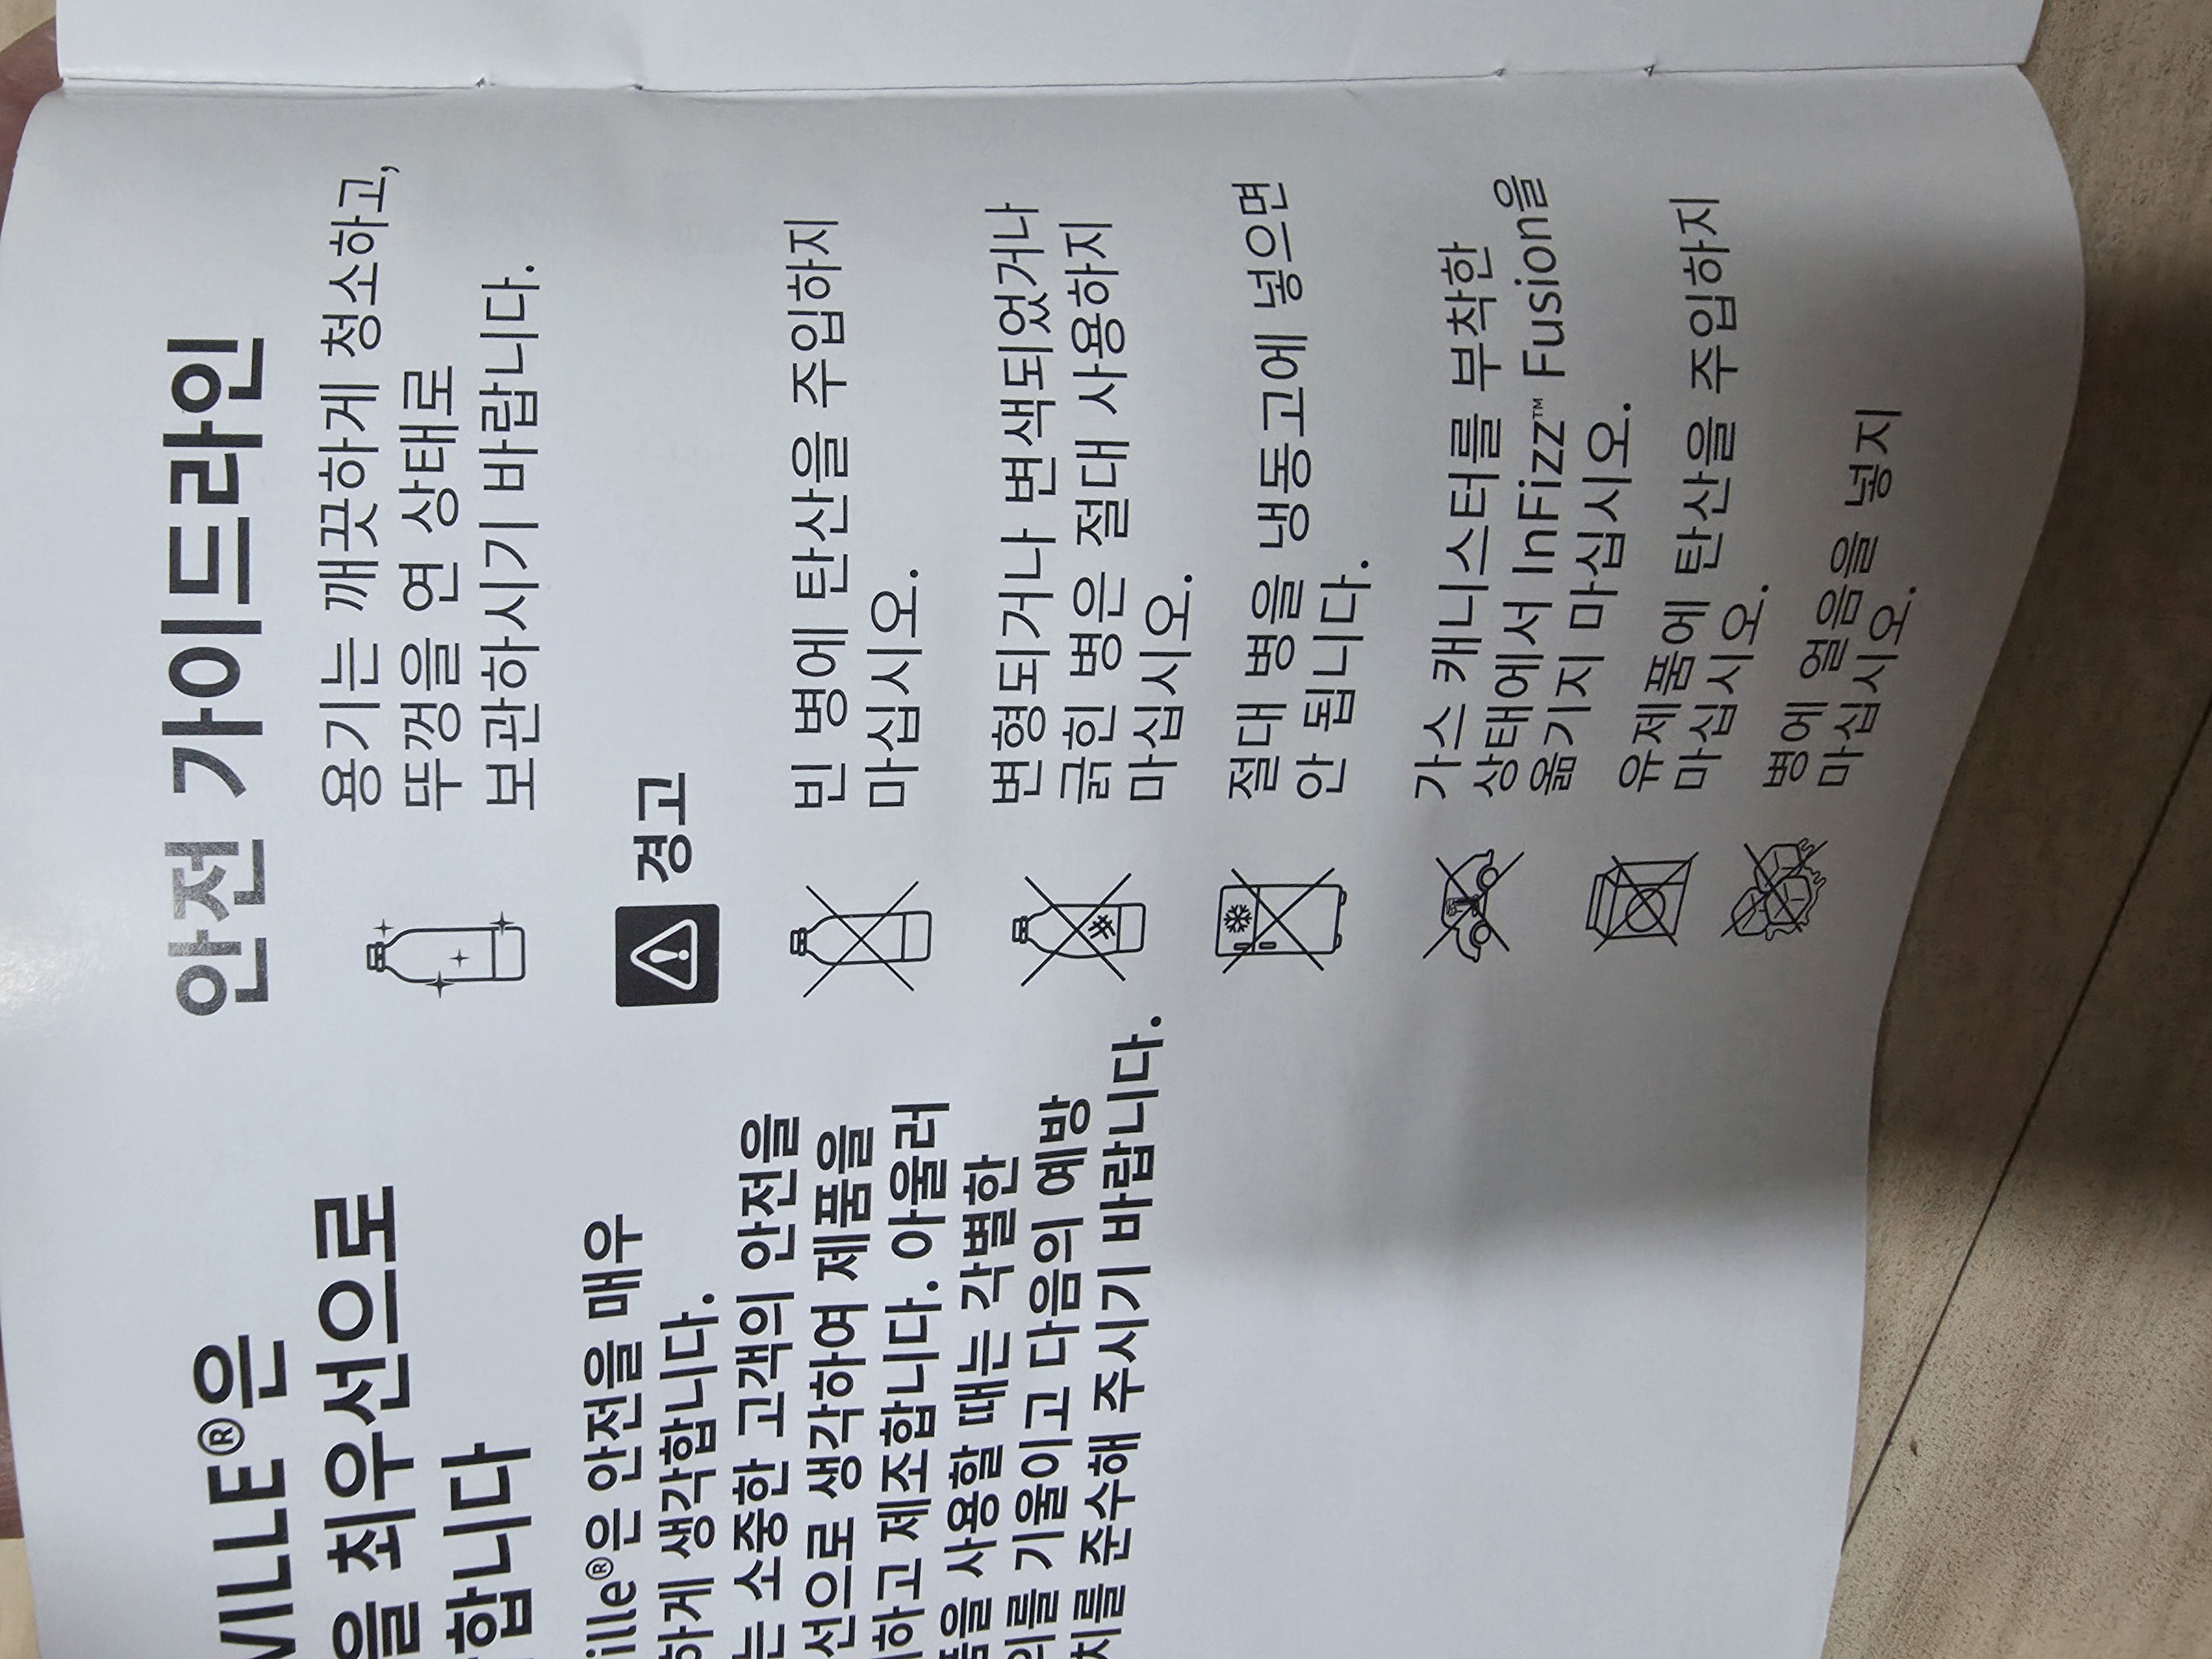 은
을 최우선으로
합니다
은 안전을 매우
하게 생각합니다.
는 소중한 고객의 안전을
선으로 생각하여 제품을
하고 제조합니다. 아울러
을 사용할 때는 각별한
를 기울이고 다음의 예방
를 준수해 주시기 바랍니다.
안전 가이드라인
용기는 깨끗하게 청소하고,
뚜껑을 연 상태로
보관하시기 바랍니다.
경고
빈 병에 탄산을 주입하지
마십시오.
변형되거나 변색되었거나
긁힌 병은 절대 사용하지
마십시오.
절대 병을 냉동고에 넣으면
안 됩니다.
가스 캐니스터를 부착한
상태에서 InFizz™ Fusion을
옮기지 마십시오.
유제품에 탄산을 주입하지
마십시오.
병에 얼음을 넣지
마십시오.